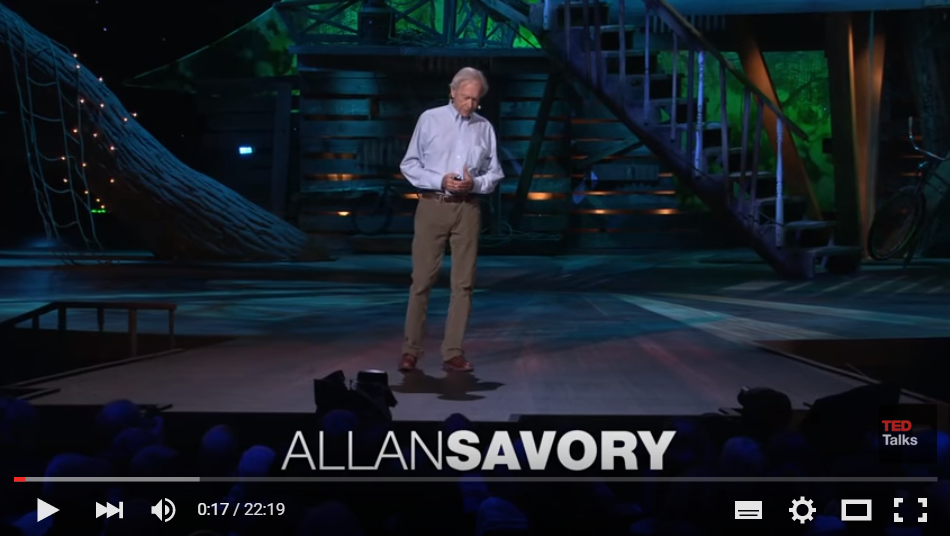 ALLANSAVORY
TED
Talks
0:17 / 22:19